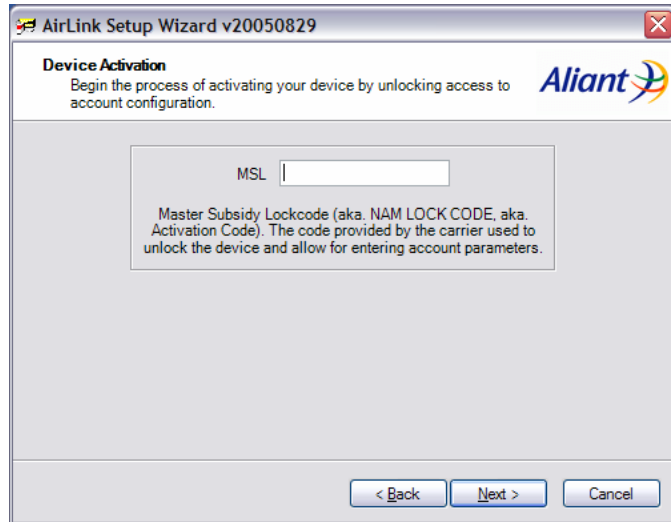 AirLink Setup Wizard v20050829
Device Activation
Begin the process of activating your device by unlocking access to
account configuration.
Aliant
MSL
Master Subsidy Lockcode (aka. NAM LOCK CODE, aka.
Activation Code). The code provided by the carrier used to
unlock the device and allow for entering account parameters.
< Back
Next >
Cancel